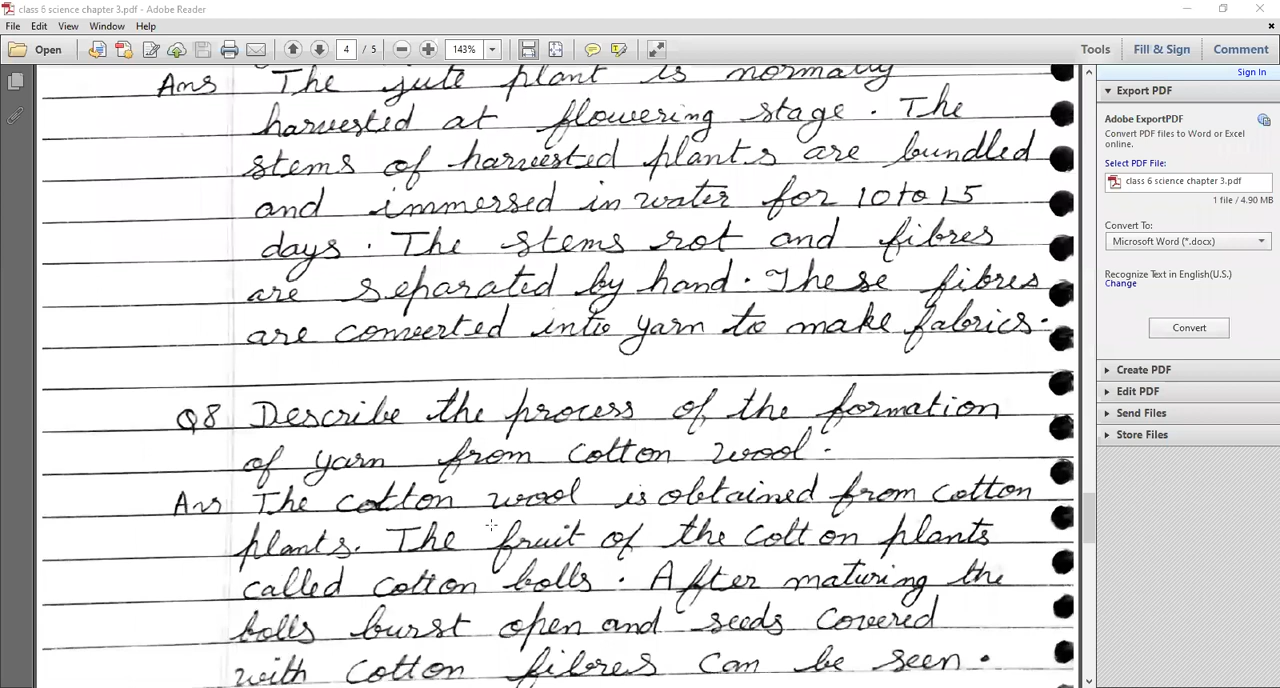 class 6 science chapter 3.pdf - Adobe Reader
File Edit View Window Help
Open 4 / 5 143% Tools Fill & Sign Comment
Sign In
Export PDF
Adobe ExportPDF
Convert PDF files to Word or Excel
online.
Select PDF File:
class 6 science chapter 3.pdf
1 file / 4.90 MB
Convert To:
Microsoft Word (*.docx)
Recognize Text in English(U.S.)
Change
Convert
Create PDF
Edit PDF
Send Files
Store Files
Ans The jute plant is normally
harvested at flowering stage. The
stems of harvested plants are bundled
and immersed in water for 10 to 15
days. The stems rot and fibres
are separated by hand. These fibres
are converted into yarn to make fabrics.
Q8 Describe the process of the formation
of yarn from cotton wool.
Ans The cotton wool is obtained from cotton
plants. The fruit of the cotton plants
called cotton bolls. After maturing the
bolls burst open and seeds covered
with cotton fibres can be seen.